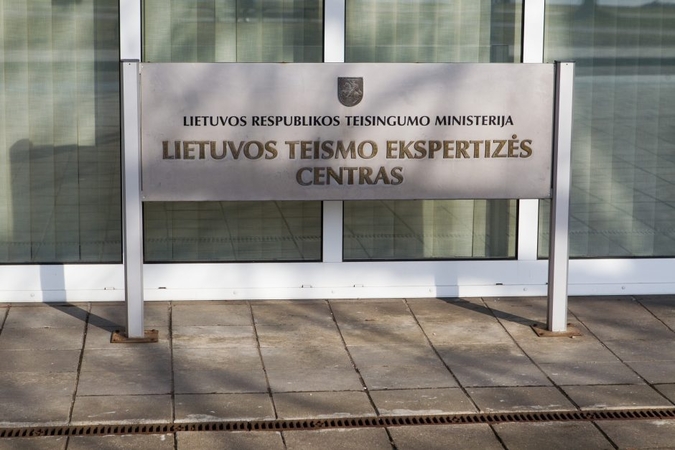 LIETUVOS RESPUBLIKOS TEISINGUMO MINISTERIJA
LIETUVOS TEISMO EKSPERTIZĖS
CENTRAS